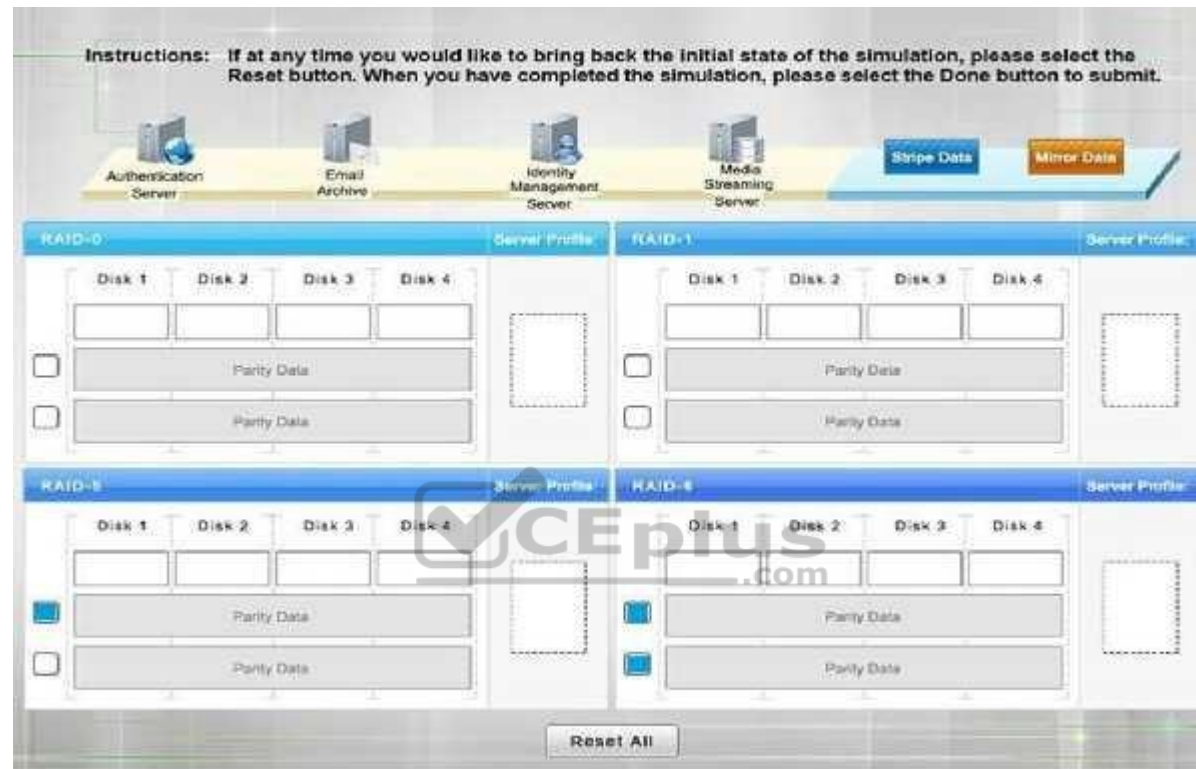 Instructions: If at any time you would like to bring back the initial state of the simulation, please select the
Reset button. When you have completed the simulation, please select the Done button to submit.
Authentication
Server
Email
Archive
Identity
Management
Server
Media
Streaming
Server
Stripe Data
Mirror Data
RAID-0 Server Profile:
Disk 1 Disk 2 Disk 3 Disk 4
Parity Data
Parity Data
RAID-1 Server Profile:
Disk 1 Disk 2 Disk 3 Disk 4
Parity Data
Parity Data
RAID-5 Server Profile:
Disk 1 Disk 2 Disk 3 Disk 4
Parity Data
Parity Data
RAID-6 Server Profile:
Disk 1 Disk 2 Disk 3 Disk 4
Parity Data
Parity Data
VCEplus
.com
Reset All